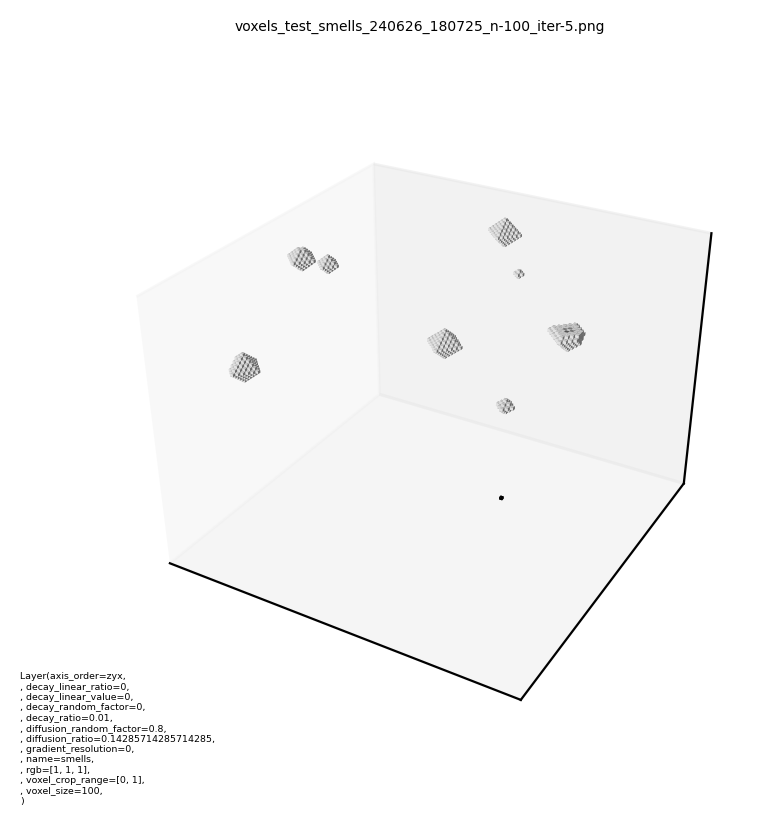 voxels_test_smells_240626_180725_n-100_iter-5.png
Layer(axis_order=zyx,
, decay_linear_ratio=0,
, decay_linear_value=0,
, decay_random_factor=0,
, decay_ratio=0.01,
, diffusion_random_factor=0.8,
, diffusion_ratio=0.14285714285714285,
, gradient_resolution=0,
, name=smells,
, rgb=[1, 1, 1],
, voxel_crop_range=[0, 1],
, voxel_size=100,
)